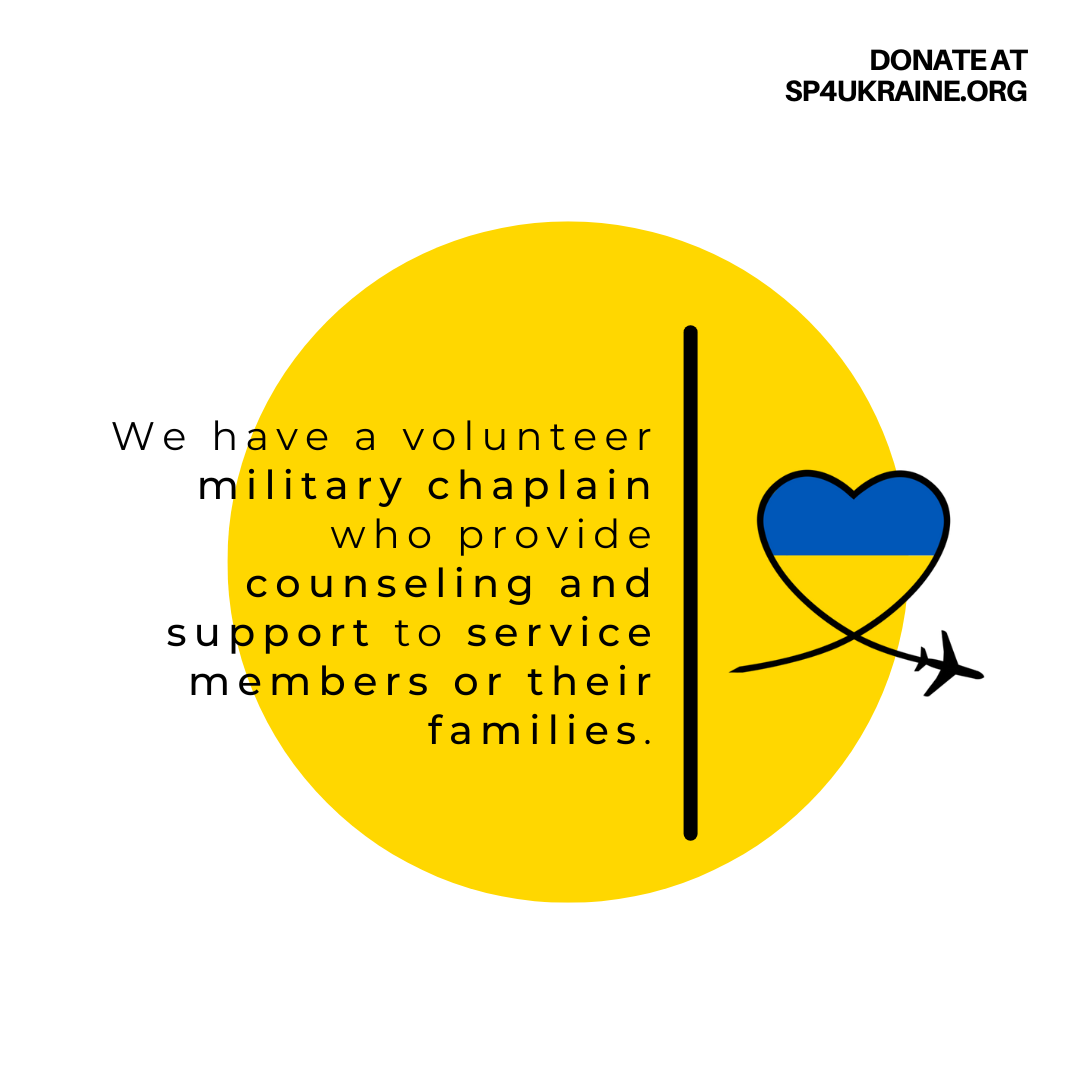 DONATE AT
SP4UKRAINE.ORG
We have a volunteer
military chaplain
who provide
counseling and
support to service
members or their
families.